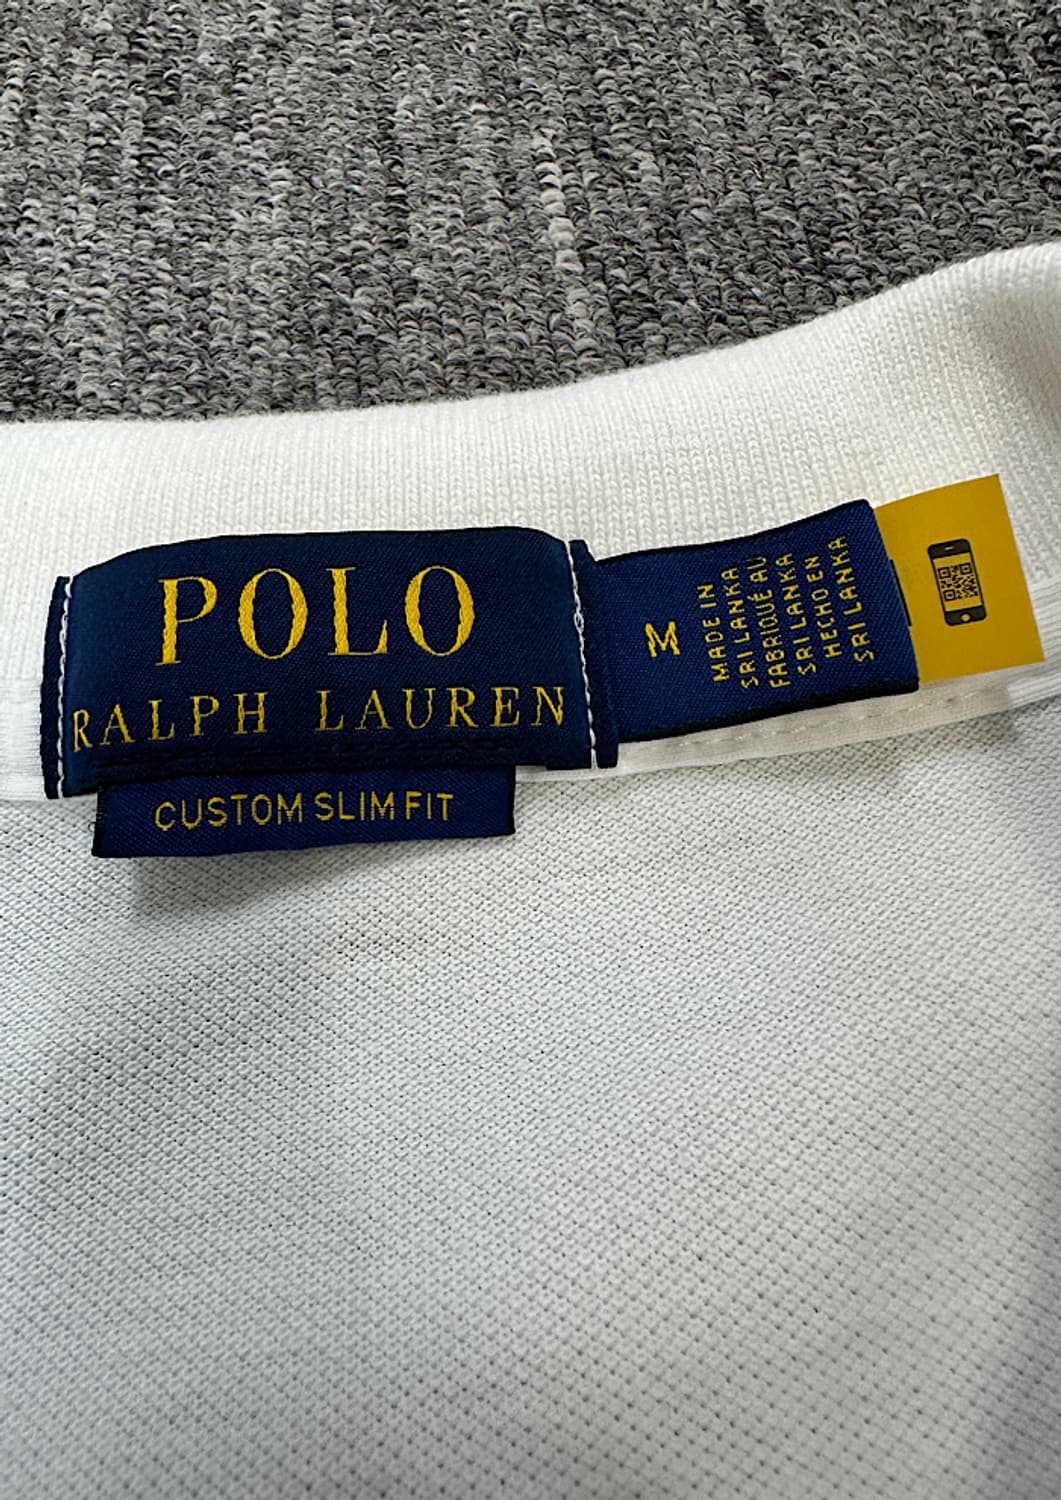 POLO
RALPH LAUREN
CUSTOM SLIM FIT
M
MADE IN
SRI LANKA
FABRIQUÉ AU
SRI LANKA
HECHO EN
SRI LANKA